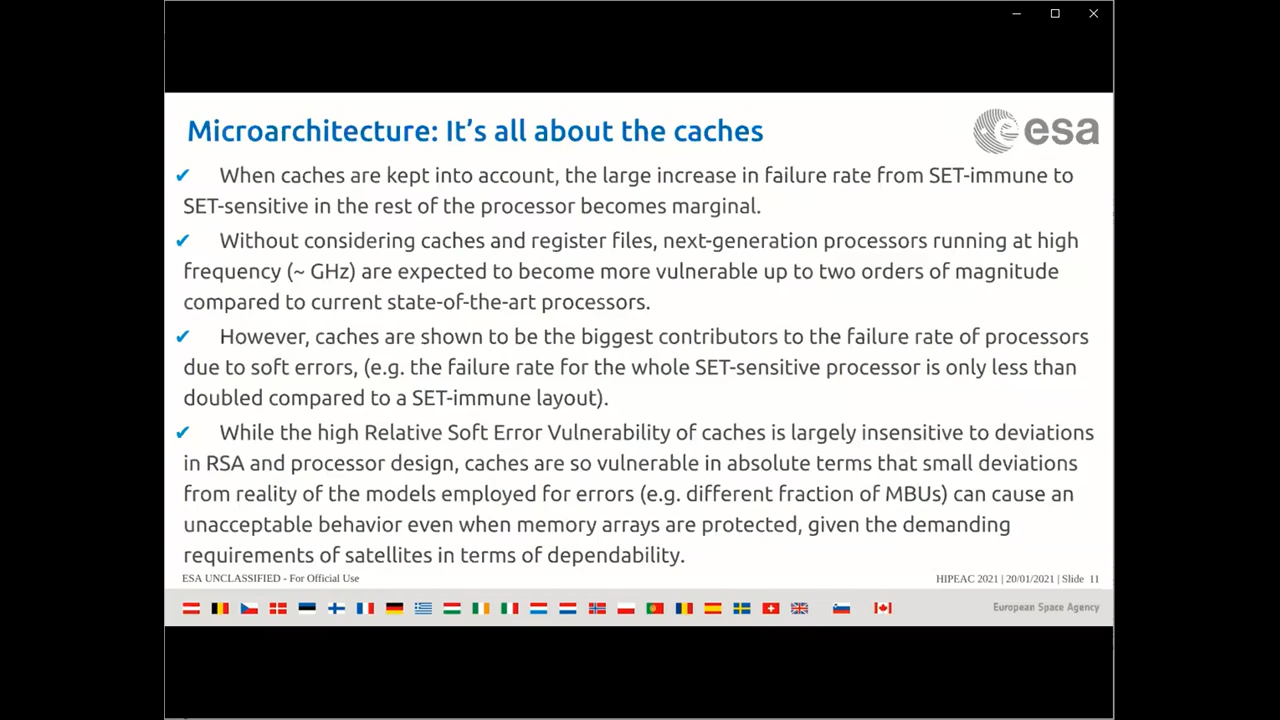 Microarchitecture: It's all about the caches
esa
✔ When caches are kept into account, the large increase in failure rate from SET-immune to
SET-sensitive in the rest of the processor becomes marginal.
✔ Without considering caches and register files, next-generation processors running at high
frequency (~ GHz) are expected to become more vulnerable up to two orders of magnitude
compared to current state-of-the-art processors.
✔ However, caches are shown to be the biggest contributors to the failure rate of processors
due to soft errors, (e.g. the failure rate for the whole SET-sensitive processor is only less than
doubled compared to a SET-immune layout).
✔ While the high Relative Soft Error Vulnerability of caches is largely insensitive to deviations
in RSA and processor design, caches are so vulnerable in absolute terms that small deviations
from reality of the models employed for errors (e.g. different fraction of MBUs) can cause an
unacceptable behavior even when memory arrays are protected, given the demanding
requirements of satellites in terms of dependability.
ESA UNCLASSIFIED - For Official Use
HIPEAC 2021 | 20/01/2021 | Slide 11
European Space Agency